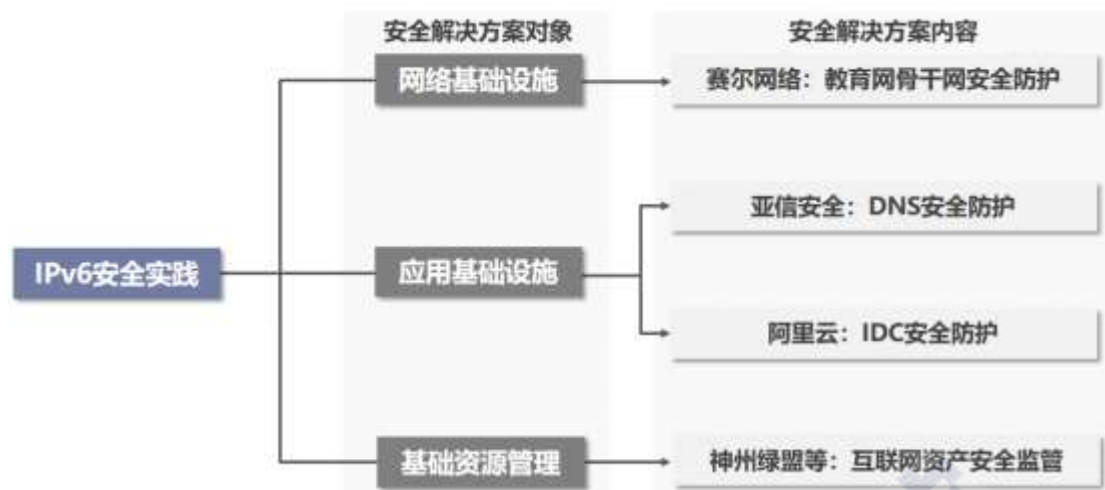 安全解决方案对象
安全解决方案内容
网络基础设施
赛尔网络：教育网骨干网安全防护
亚信安全：DNS安全防护
IPv6安全实践
应用基础设施
阿里云：IDC安全防护
基础资源管理
神州绿盟等：互联网资产安全监管